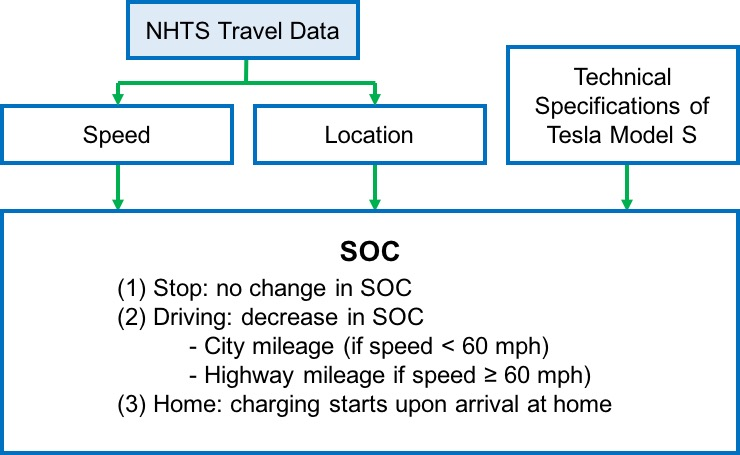 NHTS Travel Data
Speed
Location
Technical
Specifications of
Tesla Model S
SOC
(1) Stop: no change in SOC
(2) Driving: decrease in SOC
- City mileage (if speed < 60 mph)
- Highway mileage if speed ≥ 60 mph)
(3) Home: charging starts upon arrival at home